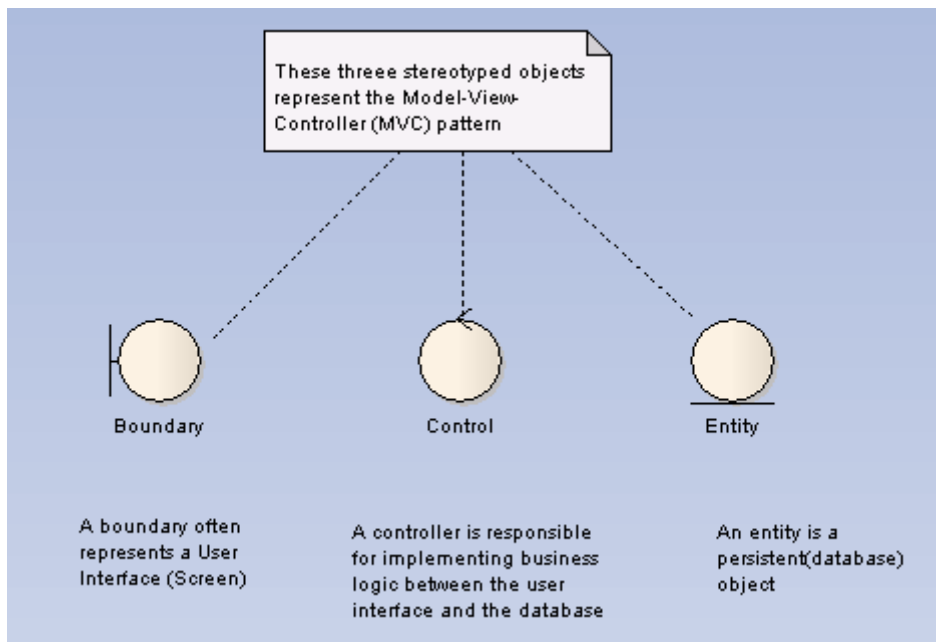 These threee stereotyped objects
represent the Model-View-
Controller (MVC) pattern
Boundary
Control
Entity
A boundary often
represents a User
Interface (Screen)
A controller is responsible
for implementing business
logic between the user
interface and the database
An entity is a
persistent(database)
object